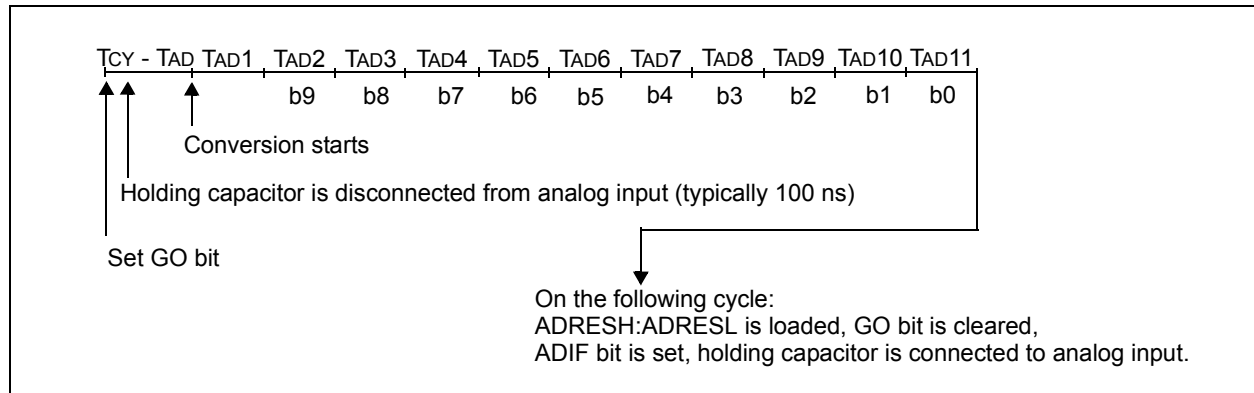 TCY - TAD TAD1 TAD2 TAD3 TAD4 TAD5 TAD6 TAD7 TAD8 TAD9 TAD10 TAD11
b9 b8 b7 b6 b5 b4 b3 b2 b1 b0
Conversion starts
Holding capacitor is disconnected from analog input (typically 100 ns)
Set GO bit
On the following cycle:
ADRESH:ADRESL is loaded, GO bit is cleared,
ADIF bit is set, holding capacitor is connected to analog input.